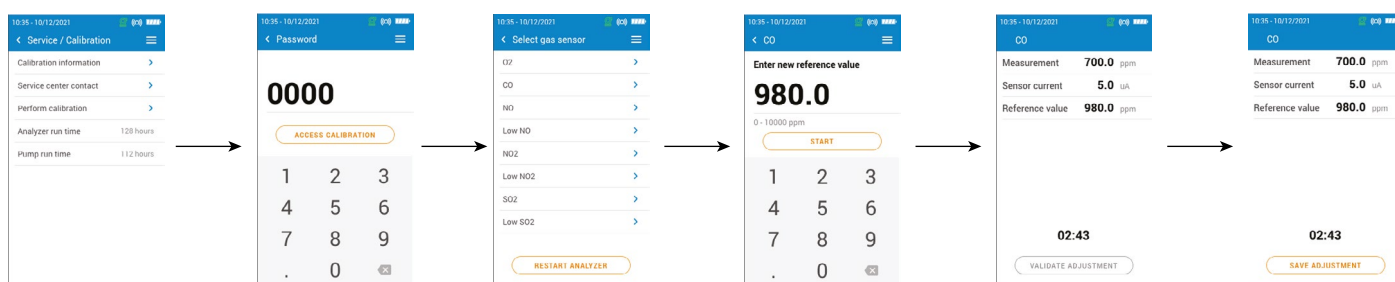 10:35 - 10/12/2021
Service / Calibration
Calibration information
Service center contact
Perform calibration
Analyzer run time 128 hours
Pump run time 112 hours
10:35 - 10/12/2021
Password
0000
ACCESS CALIBRATION
1 2 3
4 5 6
7 8 9
. 0
10:35 - 10/12/2021
Select gas sensor
O2
CO
NO
Low NO
NO2
Low NO2
SO2
Low SO2
RESTART ANALYZER
10:35 - 10/12/2021
CO
Enter new reference value
980.0
0 - 10000 ppm
START
1 2 3
4 5 6
7 8 9
. 0
10:35 - 10/12/2021
CO
Measurement 700.0 ppm
Sensor current 5.0 uA
Reference value 980.0 ppm
02:43
VALIDATE ADJUSTMENT
10:35 - 10/12/2021
CO
Measurement 700.0 ppm
Sensor current 5.0 uA
Reference value 980.0 ppm
02:43
SAVE ADJUSTMENT